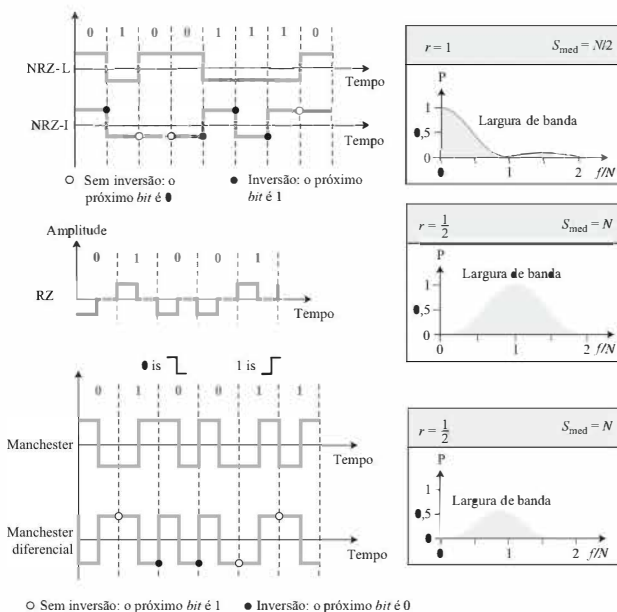 0 1 0 0 1 1 1 0
NRZ-L
Tempo
NRZ-I
Tempo
○ Sem inversão: o próximo bit é 0
● Inversão: o próximo bit é 1
r = 1 S_med = N/2
P
1
Largura de banda
0,5
0
0 1 2 f/N
Amplitude
0 1 0 0 1
RZ
Tempo
r = 1/2 S_med = N
P
Largura de banda
1
0,5
0
0 1 2 f/N
0 is 1 is
0 1 0 0 1 1
Manchester
Tempo
Manchester diferencial
Tempo
r = 1/2 S_med = N
P
1
Largura de banda
0,5
0
0 1 2 f/N
○ Sem inversão: o próximo bit é 1 ● Inversão: o próximo bit é 0